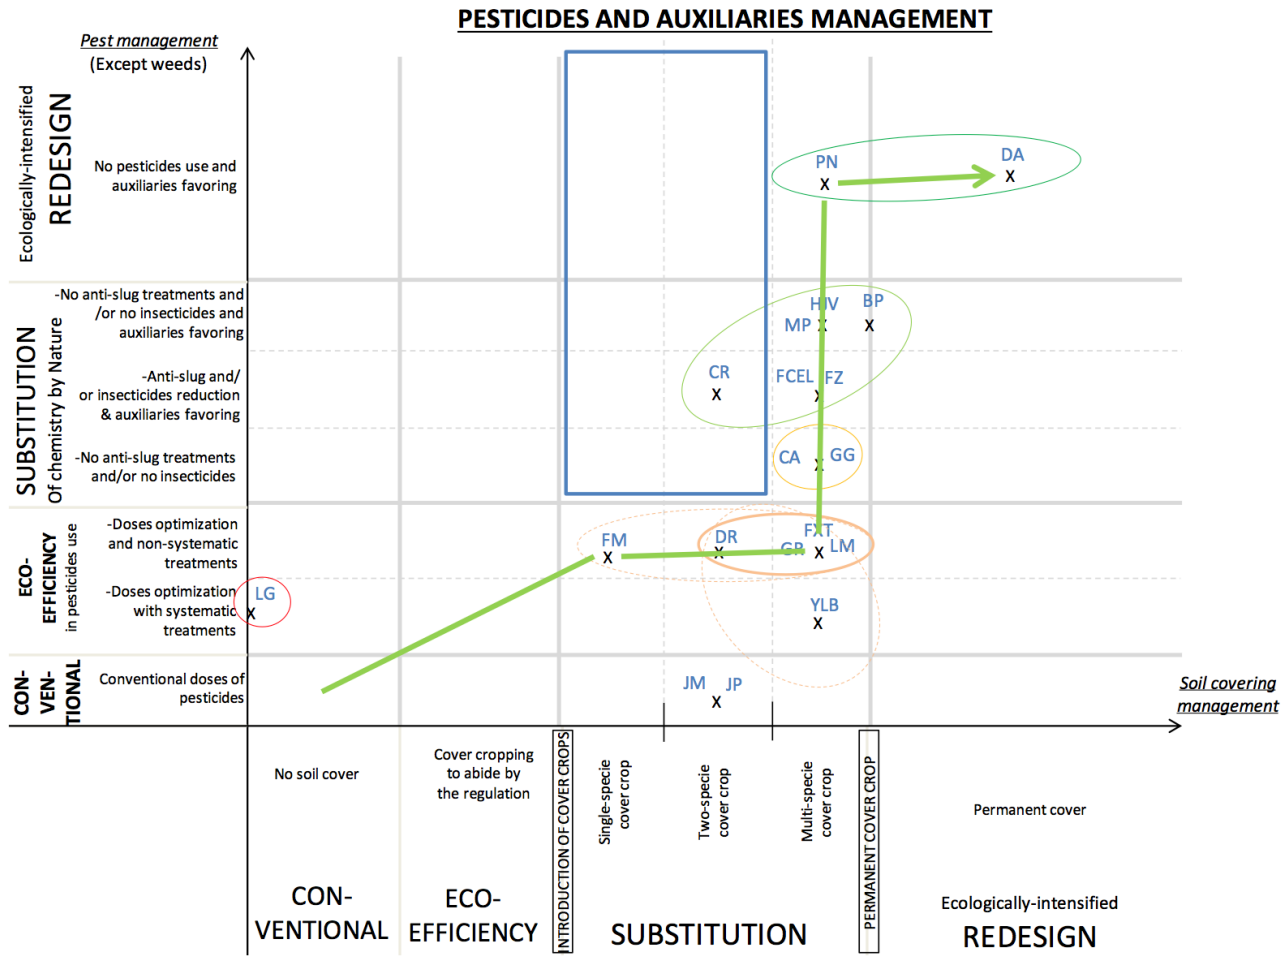 PESTICIDES AND AUXILIARIES MANAGEMENT
Pest management
(Except weeds)
Ecologically-intensified
REDESIGN
No pesticides use and
auxiliaries favoring
PN
DA
X
X
SUBSTITUTION
Of chemistry by Nature
-No anti-slug treatments and
/or no insecticides and
auxiliaries favoring
HJV
BP
MP X
X
-Anti-slug and/
or insecticides reduction
& auxiliaries favoring
CR
X
FCEL FZ
X
-No anti-slug treatments
and/or no insecticides
CA
GG
X
ECO-
EFFICIENCY
in pesticides use
-Doses optimization
and non-systematic
treatments
FM
X
DR
X
FXT
GR
LM
X
-Doses optimization
with systematic
treatments
LG
X
YLB
X
CON-
VEN-
TIONAL
Conventional doses of
pesticides
JM JP
X
Soil covering
management
No soil cover
Cover cropping
to abide by
the regulation
INTRODUCTION OF COVER CROPS
Single-specie
cover crop
Two-specie
cover crop
Multi-specie
cover crop
PERMANENT COVER CROP
Permanent cover
CON-
VENTIONAL
ECO-
EFFICIENCY
SUBSTITUTION
Ecologically-intensified
REDESIGN